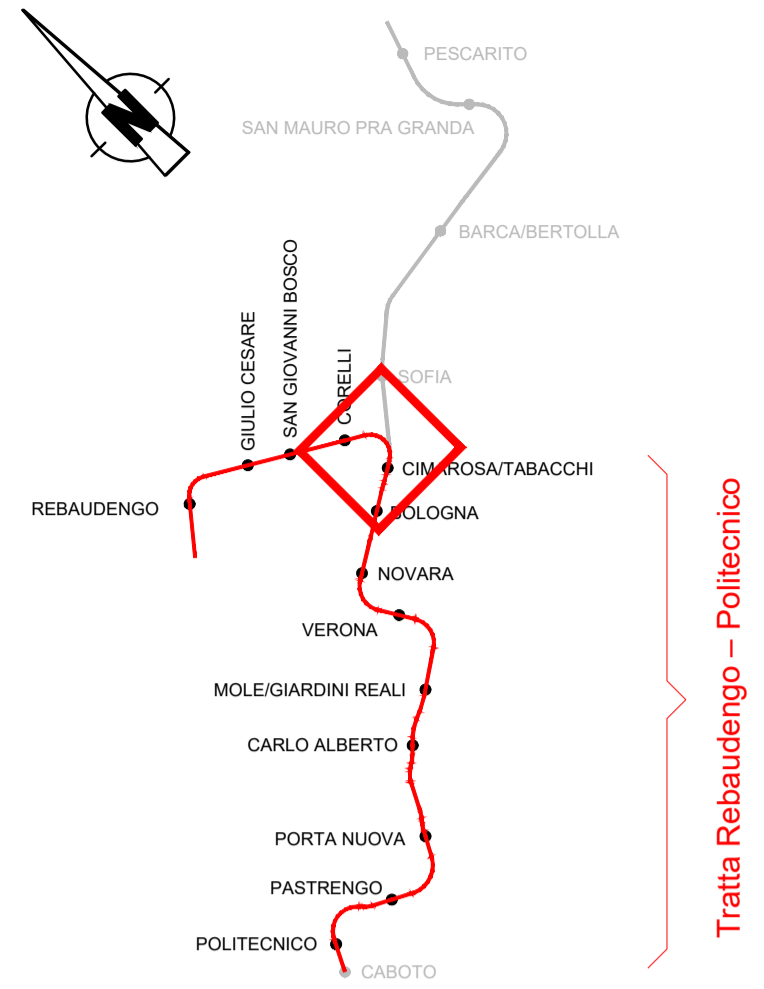 N
PESCARITO
SAN MAURO PRA GRANDA
BARCA/BERTOLLA
GIULIO CESARE
SAN GIOVANNI BOSCO
CORELLI
SOFIA
CIMAROSA/TABACCHI
REBAUDENGO
BOLOGNA
NOVARA
VERONA
MOLE/GIARDINI REALI
CARLO ALBERTO
PORTA NUOVA
PASTRENGO
POLITECNICO
CABOTO
Tratta Rebaudengo – Politecnico